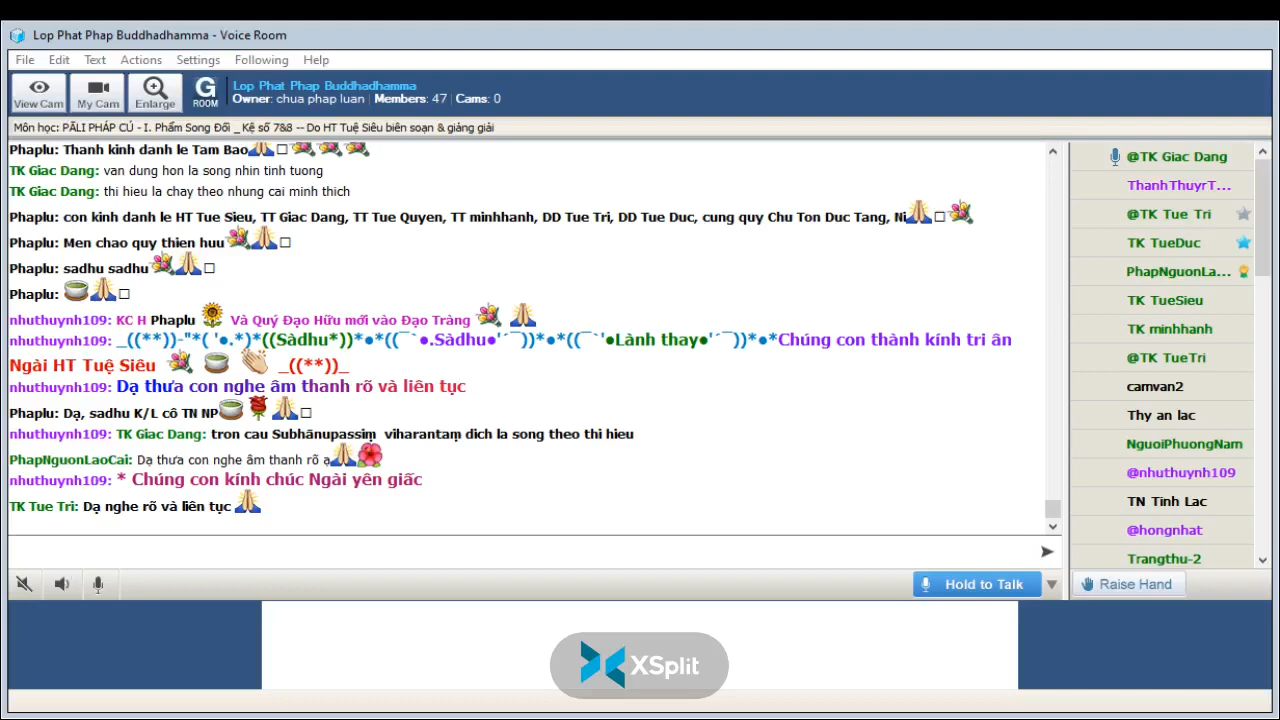 Lop Phat Phap Buddhadhamma - Voice Room
File Edit Text Actions Settings Following Help
View Cam My Cam Enlarge G ROOM
Lop Phat Phap Buddhadhamma
Owner: chua phap luan | Members: 47 | Cams: 0
Môn học: PĀLI PHÁP CÚ - I. Phẩm Song Đối _ Kệ số 7&8 -- Do HT Tuệ Siêu biên soạn & giảng giải
Phaplu: Thanh kinh danh le Tam Bao
TK Giac Dang: van dung hon la song nhin tinh tuong
TK Giac Dang: thi hieu la chay theo nhung cai minh thich
Phaplu: con kinh danh le HT Tue Sieu, TT Giac Dang, TT Tue Quyen, TT minhhanh, DD Tue Tri, DD Tue Duc, cung quy Chu Ton Duc Tang, Ni
Phaplu: Men chao quy thien huu
Phaplu: sadhu sadhu
Phaplu:
nhuthuynh109: KC H Phaplu Và Quý Đạo Hữu mới vào Đạo Tràng
nhuthuynh109: _((**))-"*( '●.*)*((Sàdhu*))*●*((¯`●.Sàdhu●'´¯))*●*((¯`'●Lành thay●'´¯))*●*Chúng con thành kính tri ân
Ngài HT Tuệ Siêu _((**))_
nhuthuynh109: Dạ thưa con nghe âm thanh rõ và liên tục
Phaplu: Dạ, sadhu K/L cô TN NP
nhuthuynh109: TK Giac Dang: tron cau Subhānupassiṃ viharantaṃ dich la song theo thi hieu
PhapNguonLaoCai: Dạ thưa con nghe âm thanh rõ ạ
nhuthuynh109: * Chúng con kính chúc Ngài yên giấc
TK Tue Tri: Dạ nghe rõ và liên tục
@TK Giac Dang
ThanhThuyrT...
@TK Tue Tri
TK TueDuc
PhapNguonLa...
TK TueSieu
TK minhhanh
@TK TueTri
camvan2
Thy an lac
NguoiPhuongNam
@nhuthuynh109
TN Tinh Lac
@hongnhat
Trangthu-2
Hold to Talk
Raise Hand
XSplit